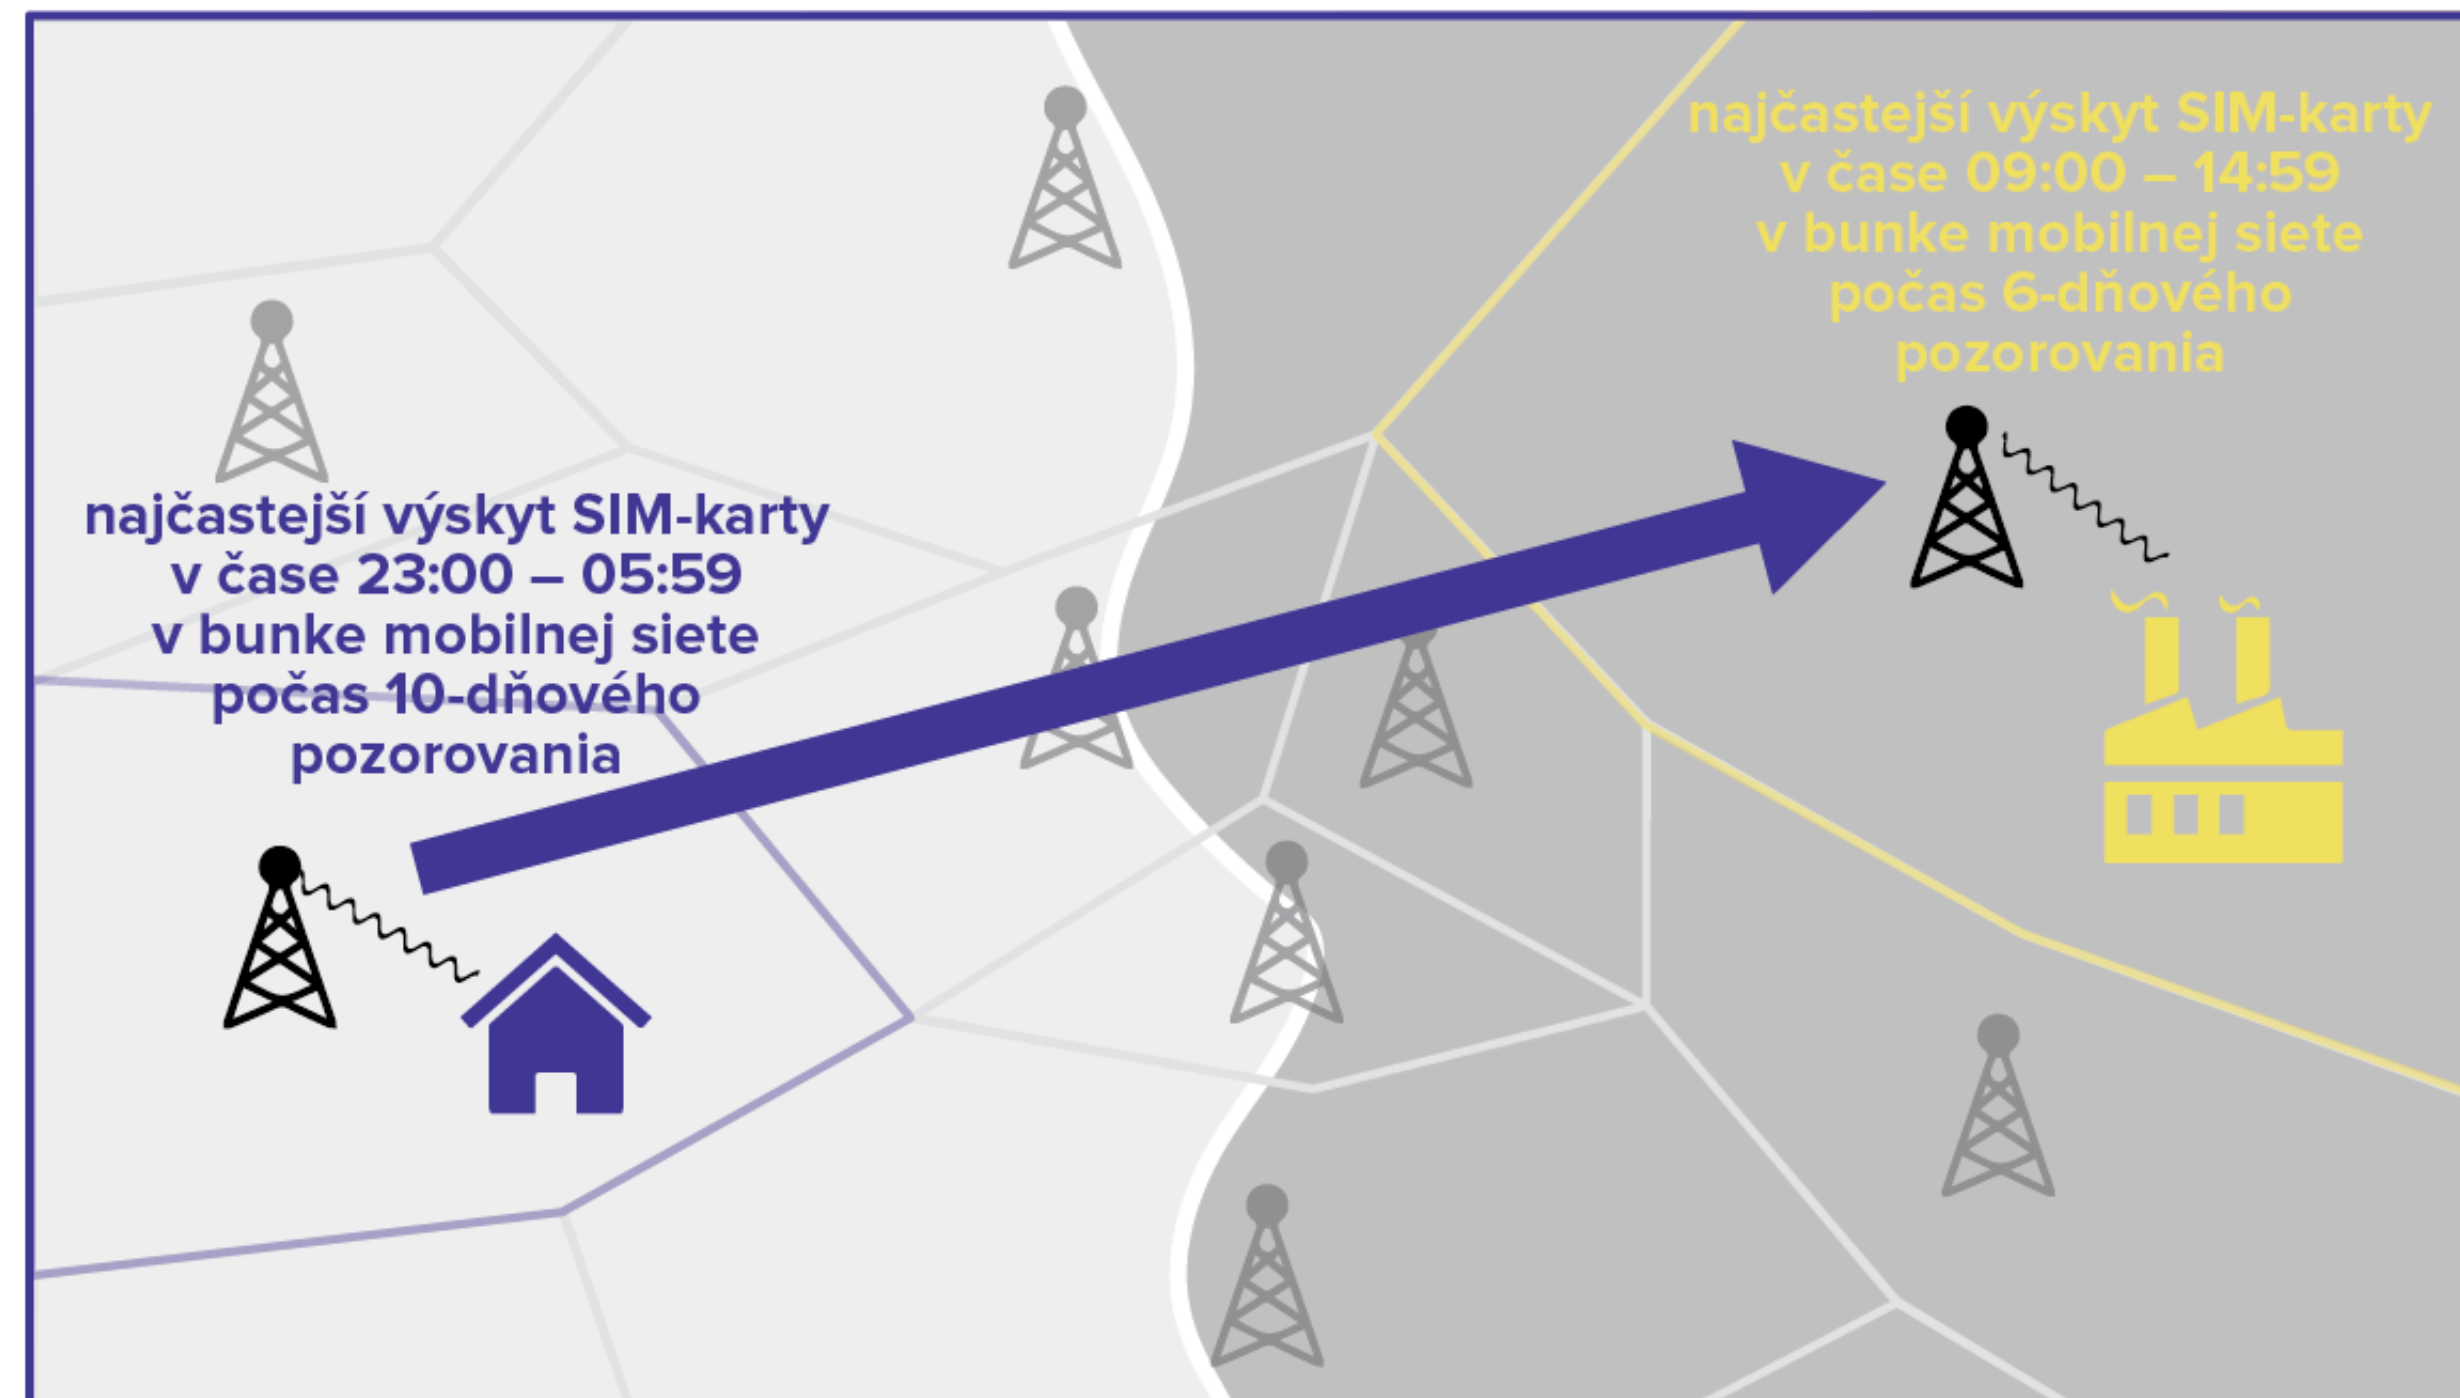 najčastejší výskyt SIM-karty
v čase 09:00 – 14:59
v bunke mobilnej siete
počas 6-dňového
pozorovania
najčastejší výskyt SIM-karty
v čase 23:00 – 05:59
v bunke mobilnej siete
počas 10-dňového
pozorovania